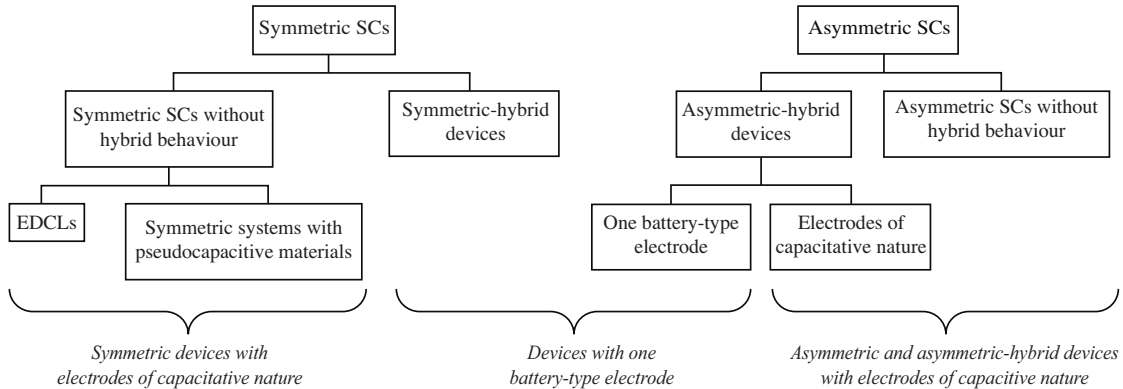 Symmetric SCs
Asymmetric SCs
Symmetric SCs without
hybrid behaviour
Symmetric-hybrid
devices
Asymmetric-hybrid
devices
Asymmetric SCs without
hybrid behaviour
EDCLs
Symmetric systems with
pseudocapacitive materials
One battery-type
electrode
Electrodes of
capacitative nature
Symmetric devices with
electrodes of capacitative nature
Devices with one
battery-type electrode
Asymmetric and asymmetric-hybrid devices
with electrodes of capacitative nature